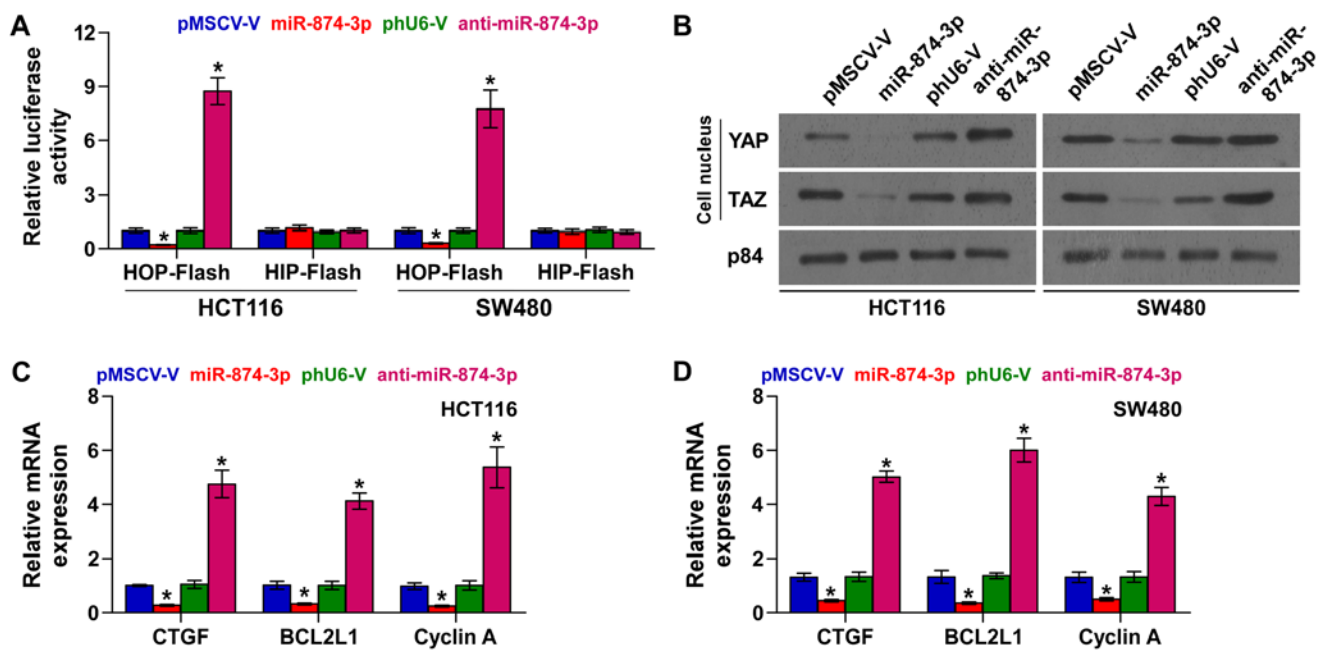 A
pMSCV-V miR-874-3p phU6-V anti-miR-874-3p
Relative luciferase
activity
12
9
6
3
0
* * * *
HOP-Flash HIP-Flash HOP-Flash HIP-Flash
HCT116 SW480
B
pMSCV-V miR-874-3p phU6-V anti-miR-
874-3p pMSCV-V miR-874-3p phU6-V anti-miR-
874-3p
Cell nucleus
YAP
TAZ
p84
HCT116 SW480
C
pMSCV-V miR-874-3p phU6-V anti-miR-874-3p
HCT116
Relative mRNA
expression
8
6
4
2
0
* * * * * *
CTGF BCL2L1 Cyclin A
D
pMSCV-V miR-874-3p phU6-V anti-miR-874-3p
SW480
Relative mRNA
expression
8
6
4
2
0
* * * * * *
CTGF BCL2L1 Cyclin A